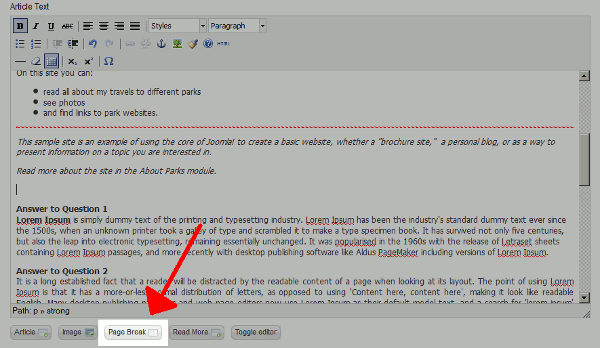 Article Text
B I U ABC Styles Paragraph
HTML
x₂ x² Ω
On this site you can:
read all about my travels to different parks
see photos
and find links to park websites.
This sample site is an example of using the core of Joomla! to create a basic website, whether a "brochure site," a personal blog, or as a way to
present information on a topic you are interested in.
Read more about the site in the About Parks module.
Answer to Question 1
Lorem Ipsum is simply dummy text of the printing and typesetting industry. Lorem Ipsum has been the industry's standard dummy text ever since
the 1500s, when an unknown printer took a galley of type and scrambled it to make a type specimen book. It has survived not only five centuries,
but also the leap into electronic typesetting, remaining essentially unchanged. It was popularised in the 1960s with the release of Letraset sheets
containing Lorem Ipsum passages, and more recently with desktop publishing software like Aldus PageMaker including versions of Lorem Ipsum.
Answer to Question 2
It is a long established fact that a reader will be distracted by the readable content of a page when looking at its layout. The point of using Lorem
Ipsum is that it has a more-or-less normal distribution of letters, as opposed to using 'Content here, content here', making it look like readable
English. Many desktop publishing and web page editors now use Lorem Ipsum as their default model text, and a search for 'lorem ipsum'
Path: p » strong
Article Image Page Break Read More Toggle editor